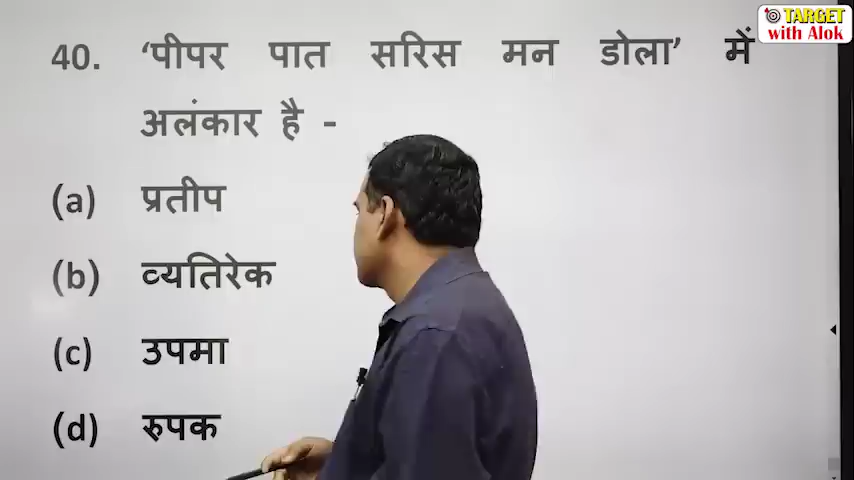 TARGET
with Alok
40. ‘पीपर पात सरिस मन डोला’ में
अलंकार है -
(a) प्रतीप
(b) व्यतिरेक
(c) उपमा
(d) रुपक